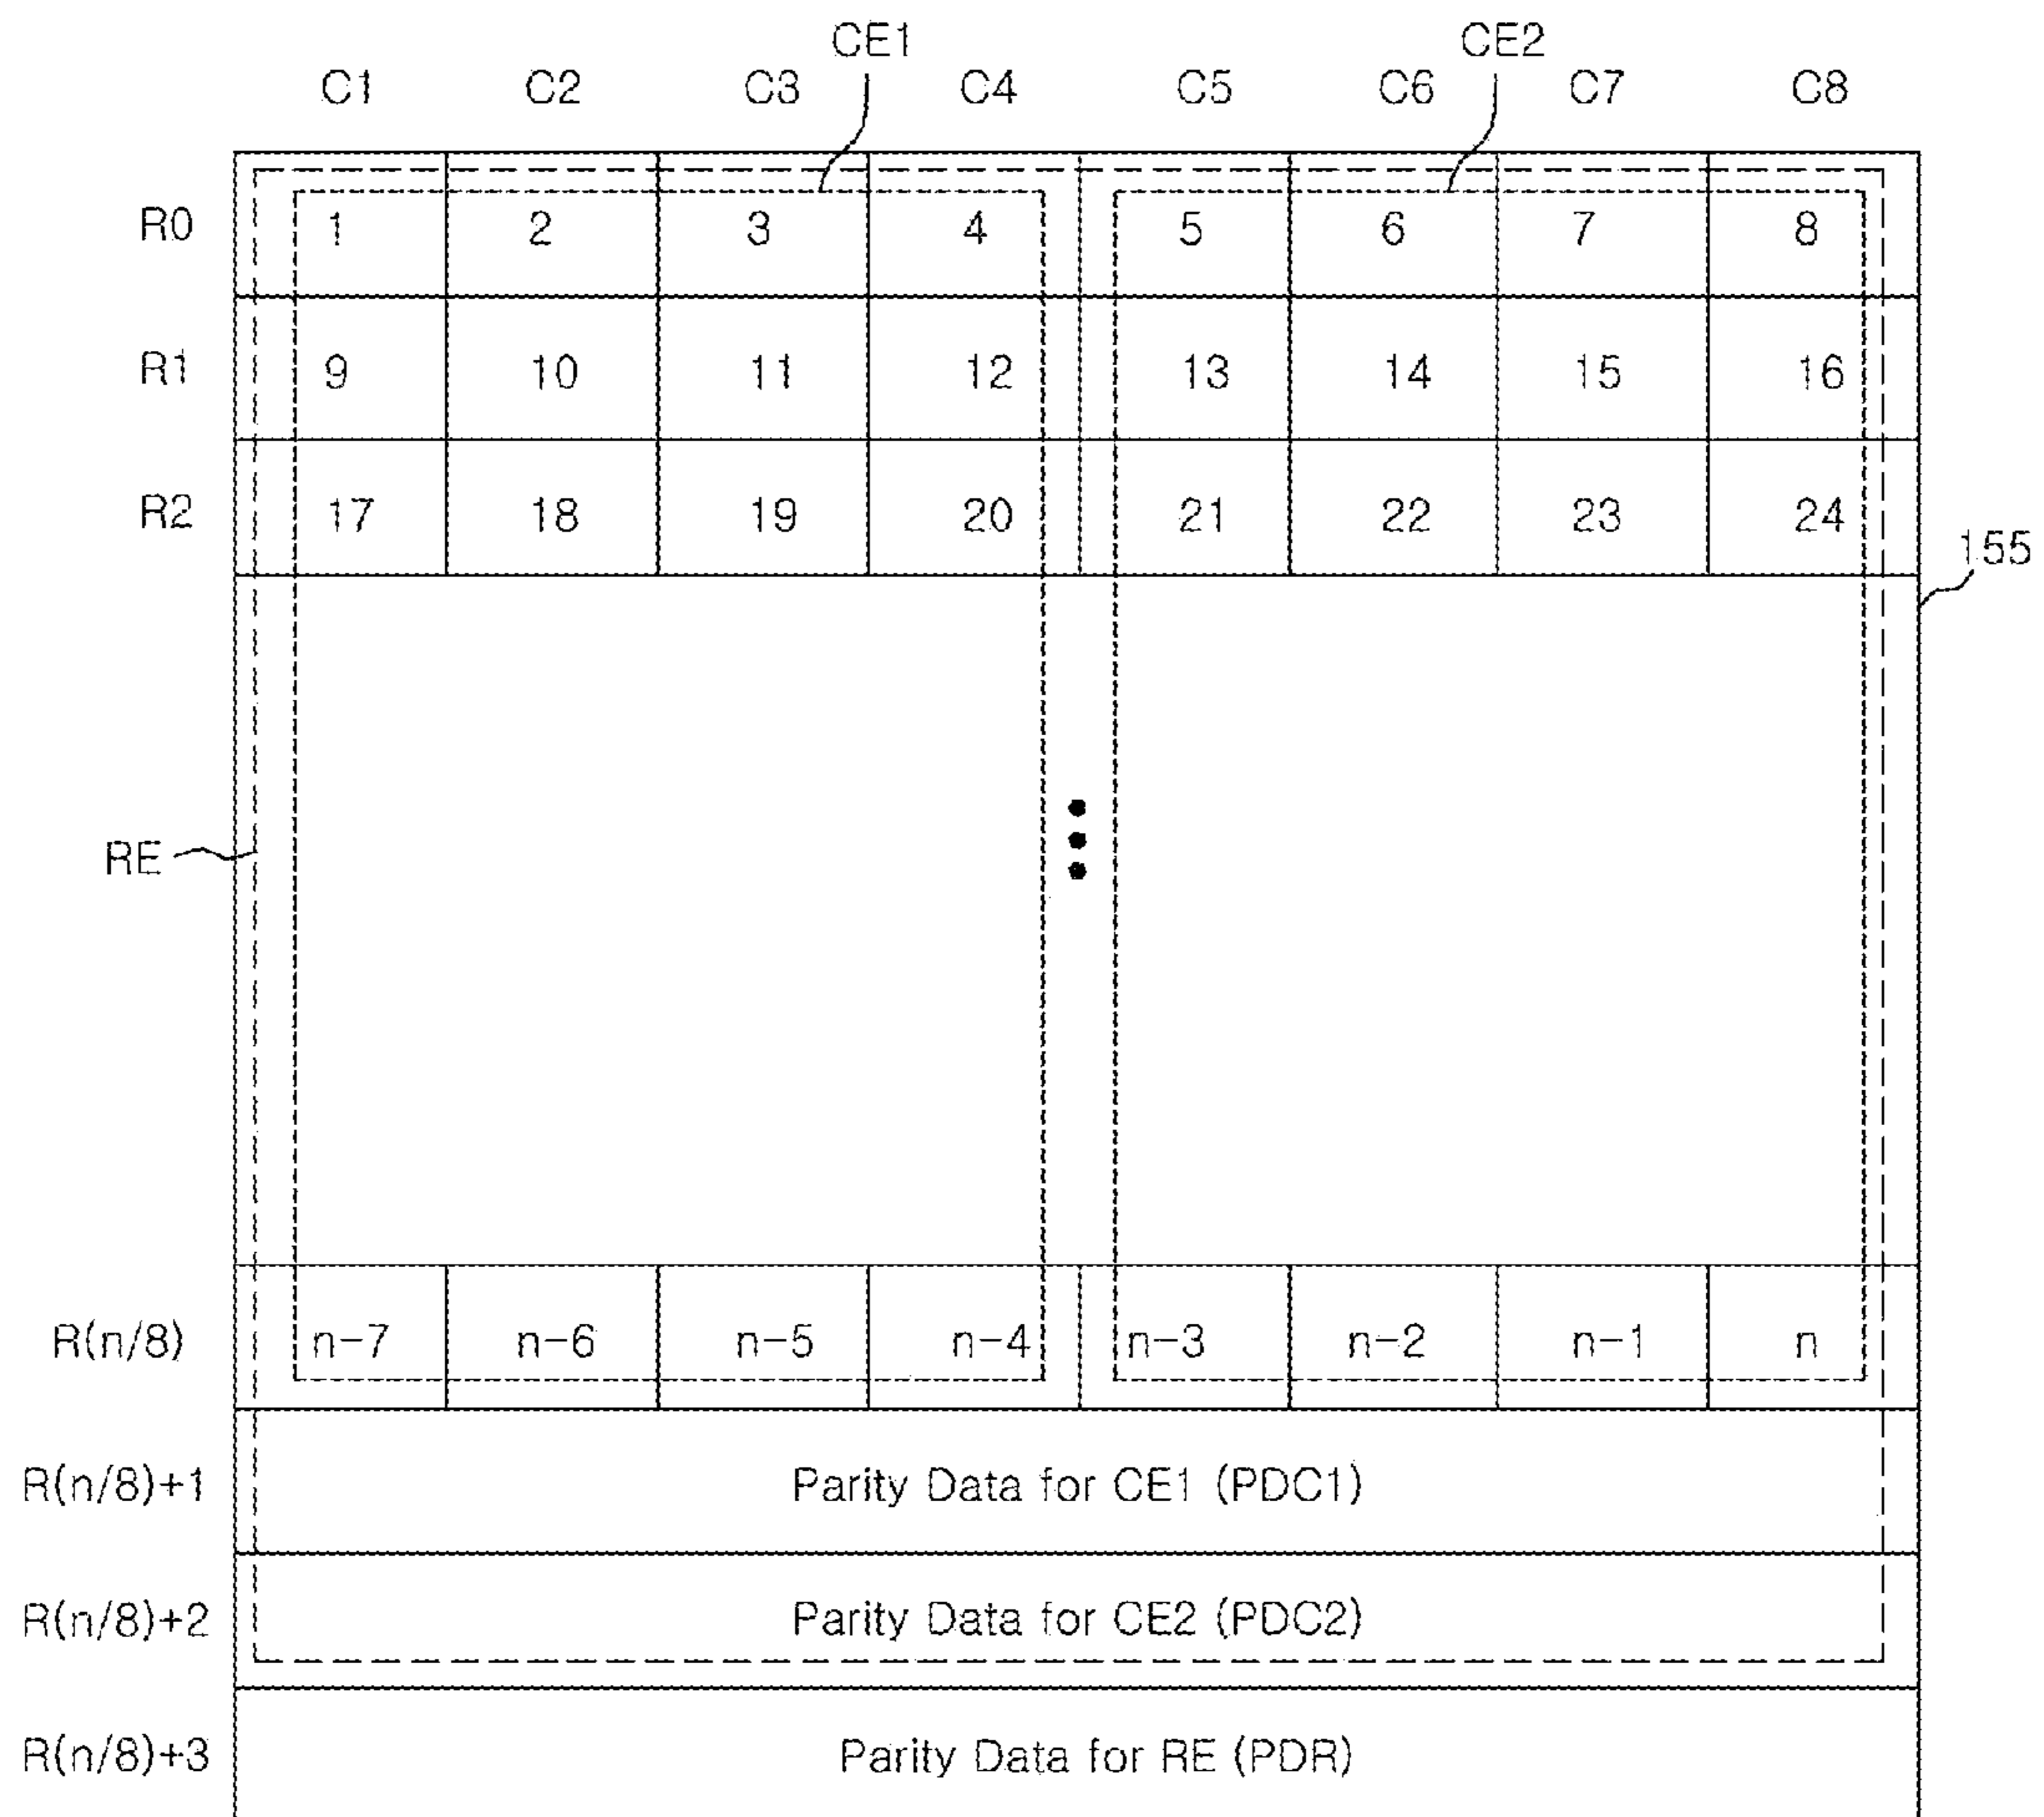 CE1 CE2
C1 C2 C3 C4 C5 C6 C7 C8
R0 1 2 3 4 5 6 7 8
R1 9 10 11 12 13 14 15 16
R2 17 18 19 20 21 22 23 24
155
RE
R(n/8) n-7 n-6 n-5 n-4 n-3 n-2 n-1 n
R(n/8)+1 Parity Data for CE1 (PDC1)
R(n/8)+2 Parity Data for CE2 (PDC2)
R(n/8)+3 Parity Data for RE (PDR)